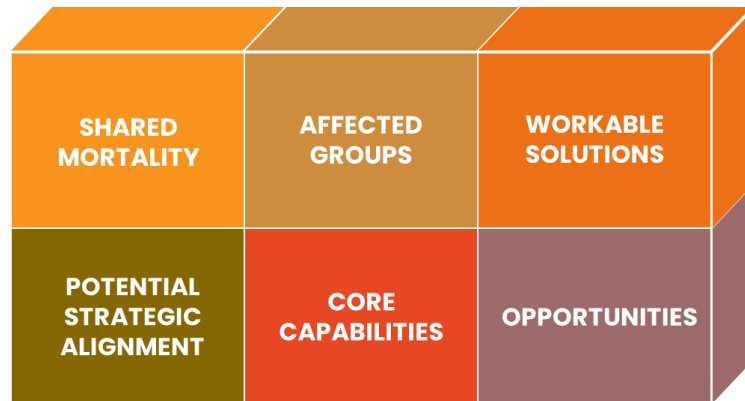 SHARED
MORTALITY
AFFECTED
GROUPS
WORKABLE
SOLUTIONS
POTENTIAL
STRATEGIC
ALIGNMENT
CORE
CAPABILITIES
OPPORTUNITIES